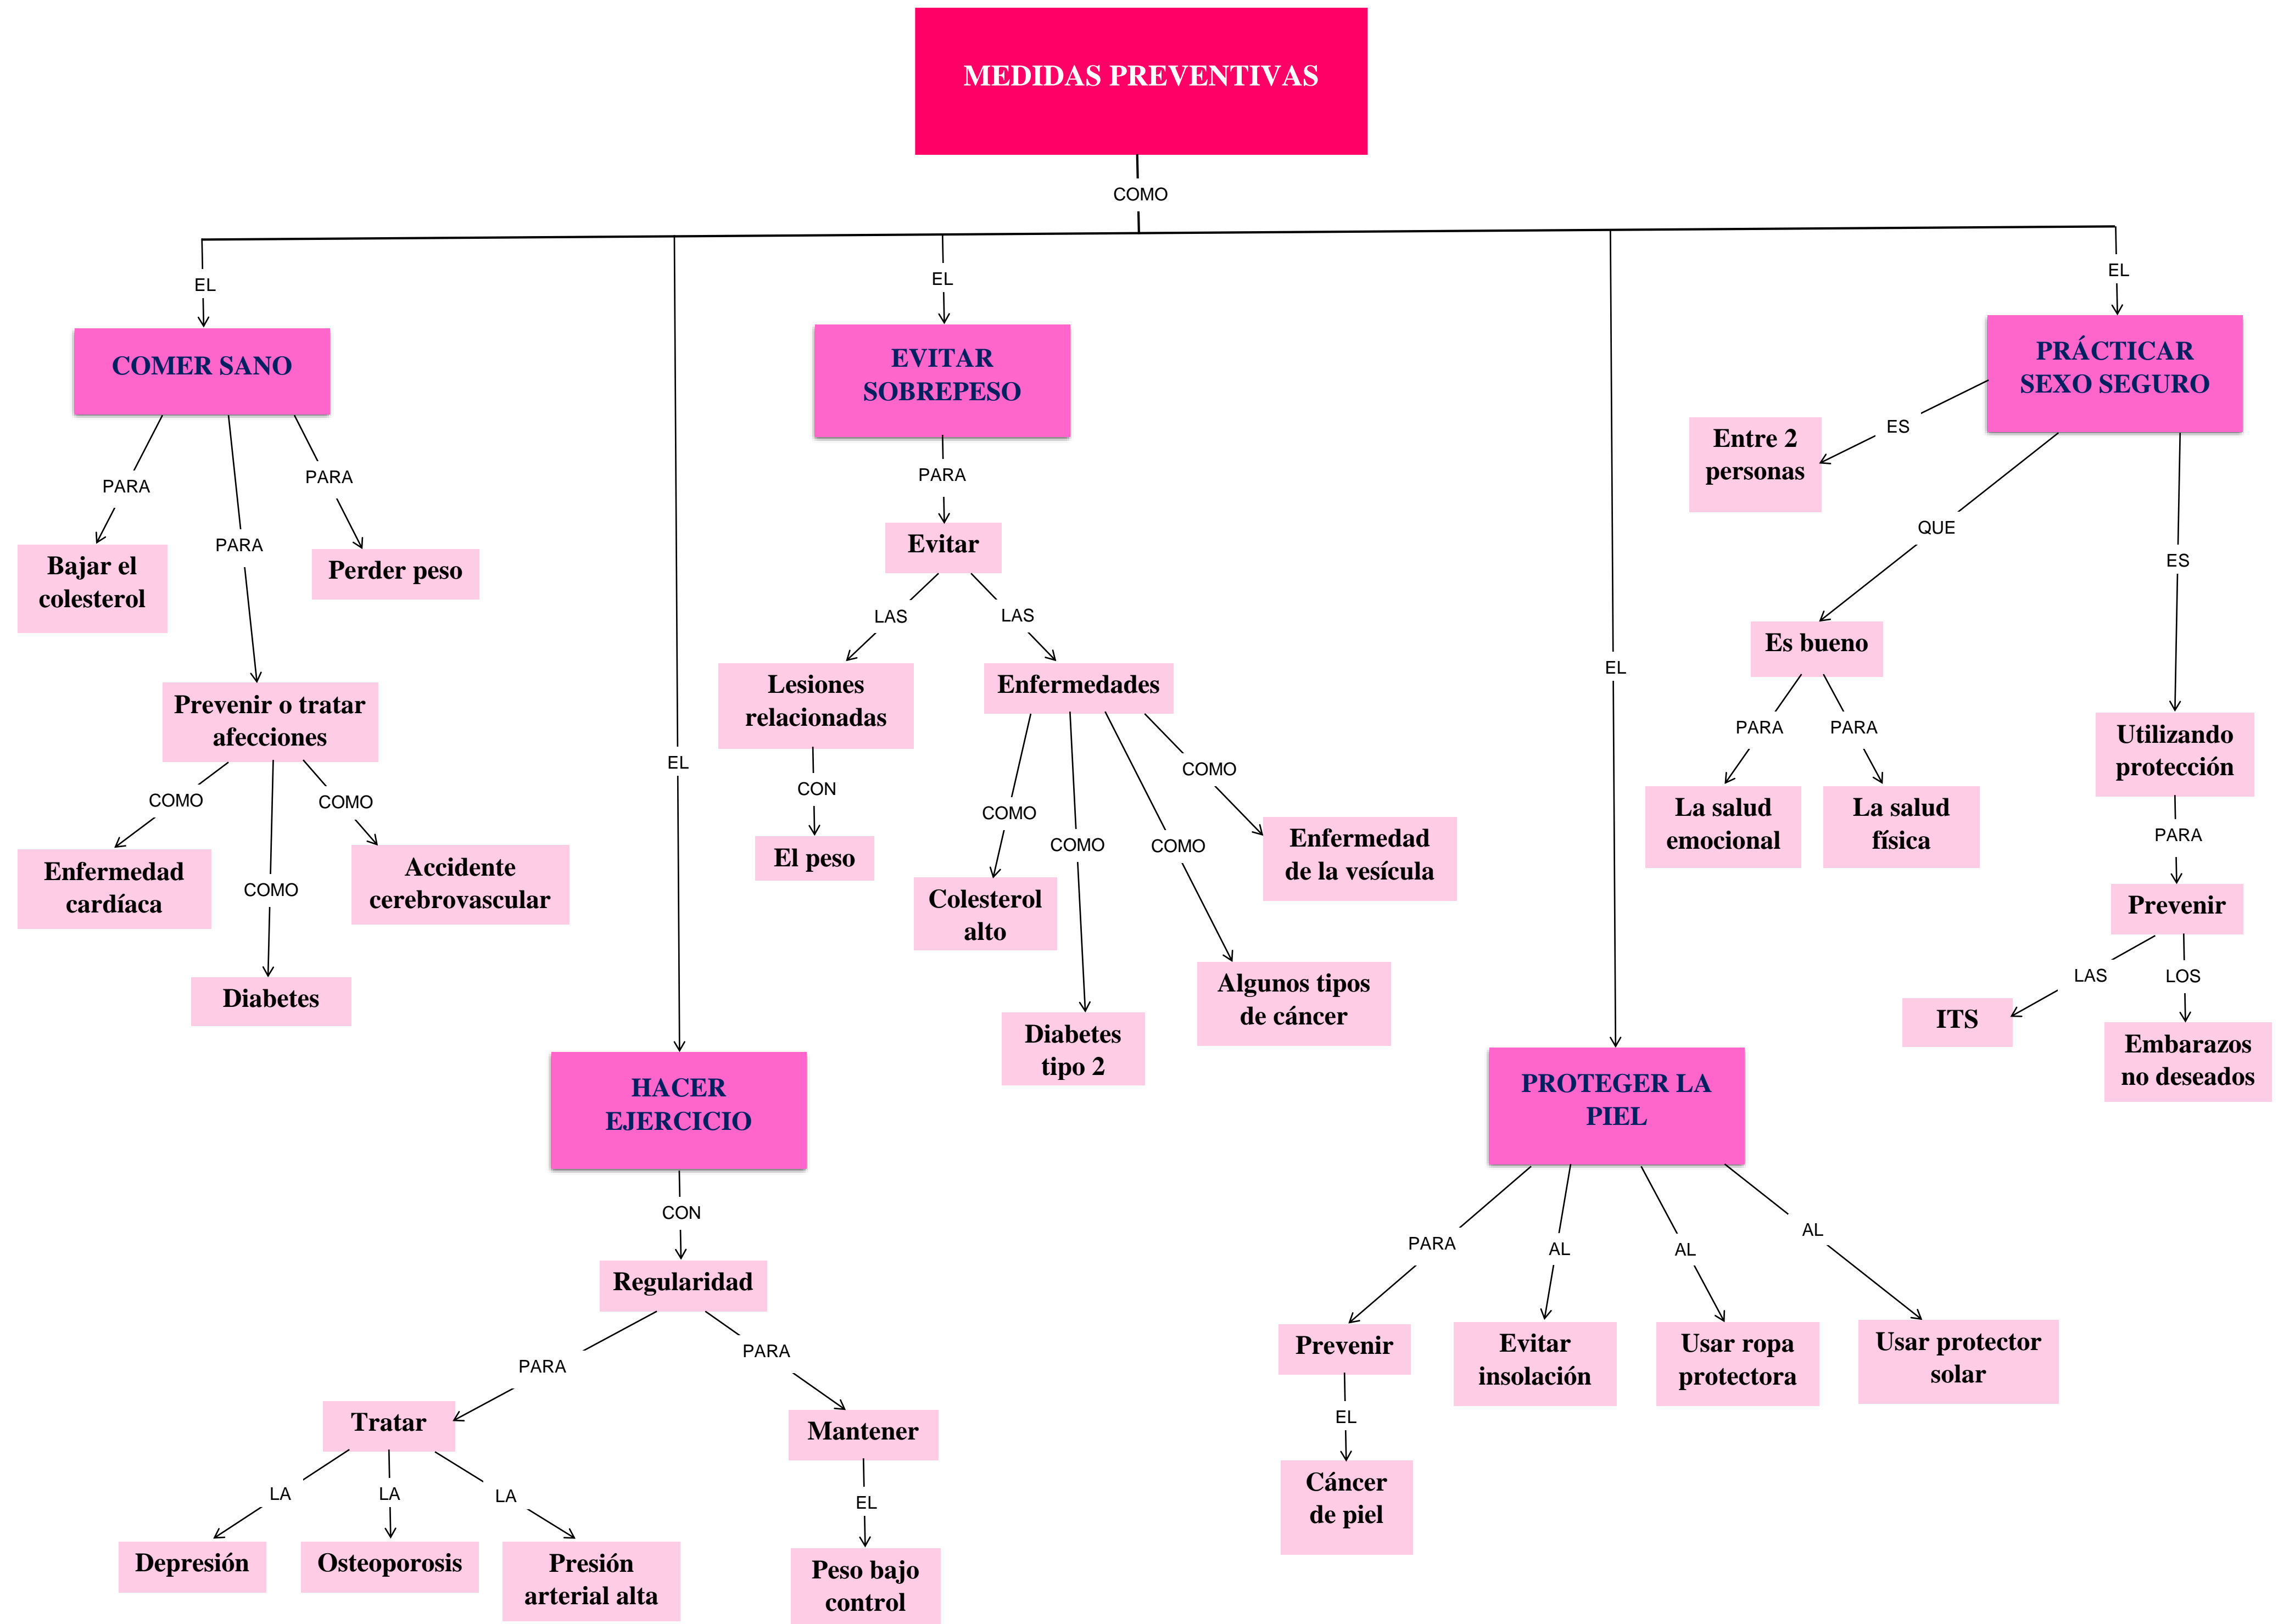 MEDIDAS PREVENTIVAS
COMO
EL
COMER SANO
PARA
Bajar el
colesterol
PARA
Prevenir o tratar
afecciones
COMO
Enfermedad
cardíaca
COMO
Diabetes
COMO
Accidente
cerebrovascular
PARA
Perder peso
EL
HACER
EJERCICIO
CON
Regularidad
PARA
Tratar
LA
Depresión
LA
Osteoporosis
LA
Presión
arterial alta
PARA
Mantener
EL
Peso bajo
control
EL
EVITAR
SOBREPESO
PARA
Evitar
LAS
Lesiones
relacionadas
CON
El peso
LAS
Enfermedades
COMO
Colesterol
alto
COMO
Diabetes
tipo 2
COMO
Algunos tipos
de cáncer
COMO
Enfermedad
de la vesícula
EL
PROTEGER LA
PIEL
PARA
Prevenir
EL
Cáncer
de piel
AL
Evitar
insolación
AL
Usar ropa
protectora
AL
Usar protector
solar
EL
PRÁCTICAR
SEXO SEGURO
ES
Entre 2
personas
QUE
Es bueno
PARA
La salud
emocional
PARA
La salud
física
ES
Utilizando
protección
PARA
Prevenir
LAS
ITS
LOS
Embarazos
no deseados